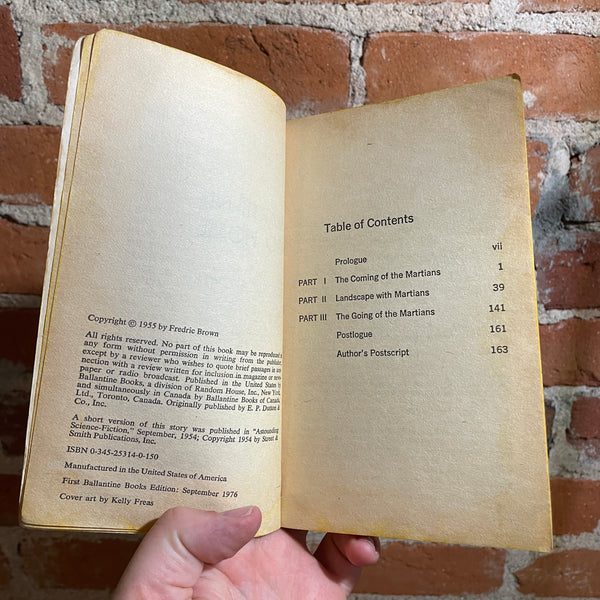 Copyright © 1955 by Fredric Brown
All rights reserved. No part of this book may be reproduced in
any form without permission in writing from the publisher,
except by a reviewer who wishes to quote brief passages in con-
nection with a review written for inclusion in magazine or news-
paper or radio broadcast. Published in the United States by
Ballantine Books, a division of Random House, Inc., New York,
and simultaneously in Canada by Ballantine Books of Canada,
Ltd., Toronto, Canada. Originally published by E. P. Dutton &
Co., Inc.
A short version of this story was published in "Astounding
Science-Fiction," September, 1954; Copyright 1954 by Street &
Smith Publications, Inc.
ISBN 0-345-25314-0-150
Manufactured in the United States of America
First Ballantine Books Edition: September 1976
Cover art by Kelly Freas
Table of Contents
Prologue vii
PART I The Coming of the Martians 1
PART II Landscape with Martians 39
PART III The Going of the Martians 141
Postlogue 161
Author's Postscript 163